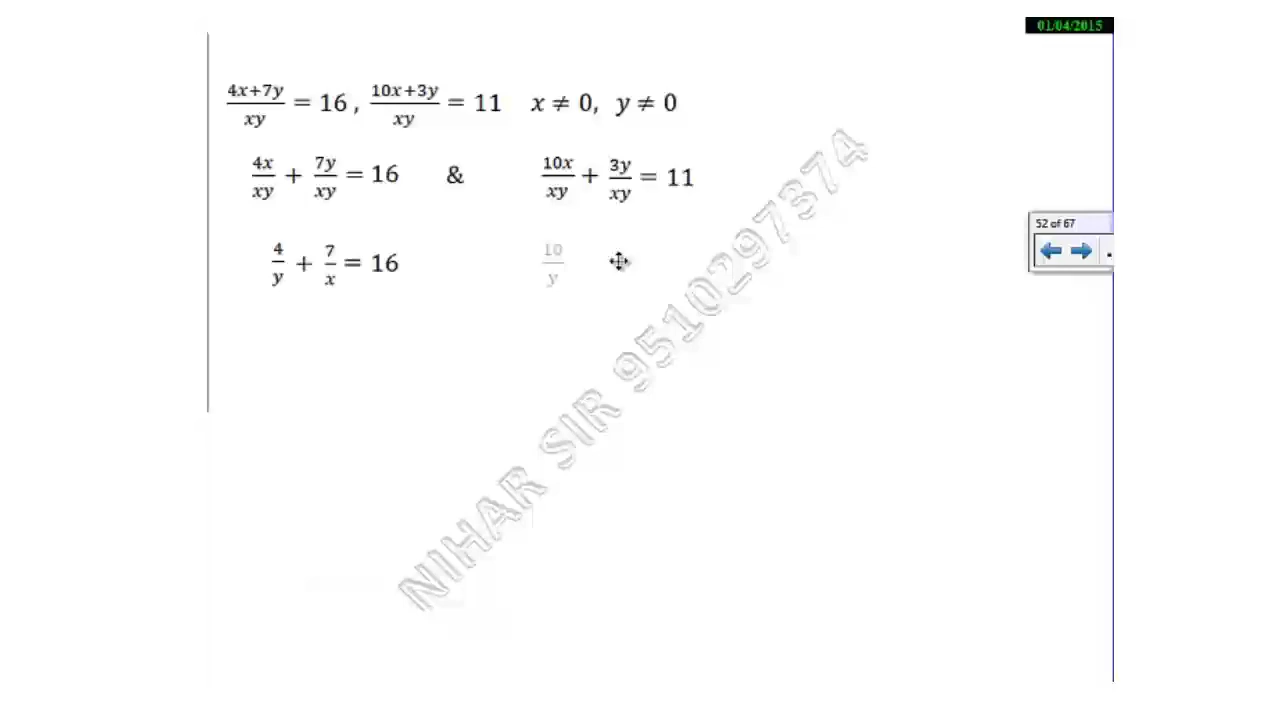 01/04/2015
(4x+7y)/xy = 16 , (10x+3y)/xy = 11 x ≠ 0, y ≠ 0
4x/xy + 7y/xy = 16 & 10x/xy + 3y/xy = 11
52 of 67
4/y + 7/x = 16 10/y
NIHAR SIR 9510297374